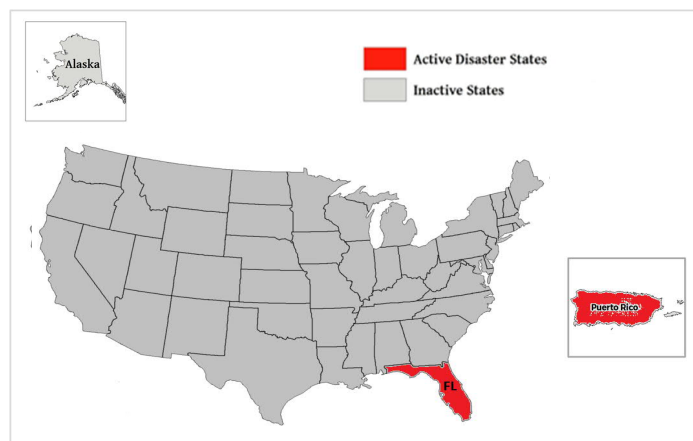 Alaska
Active Disaster States
Inactive States
Puerto Rico
FL